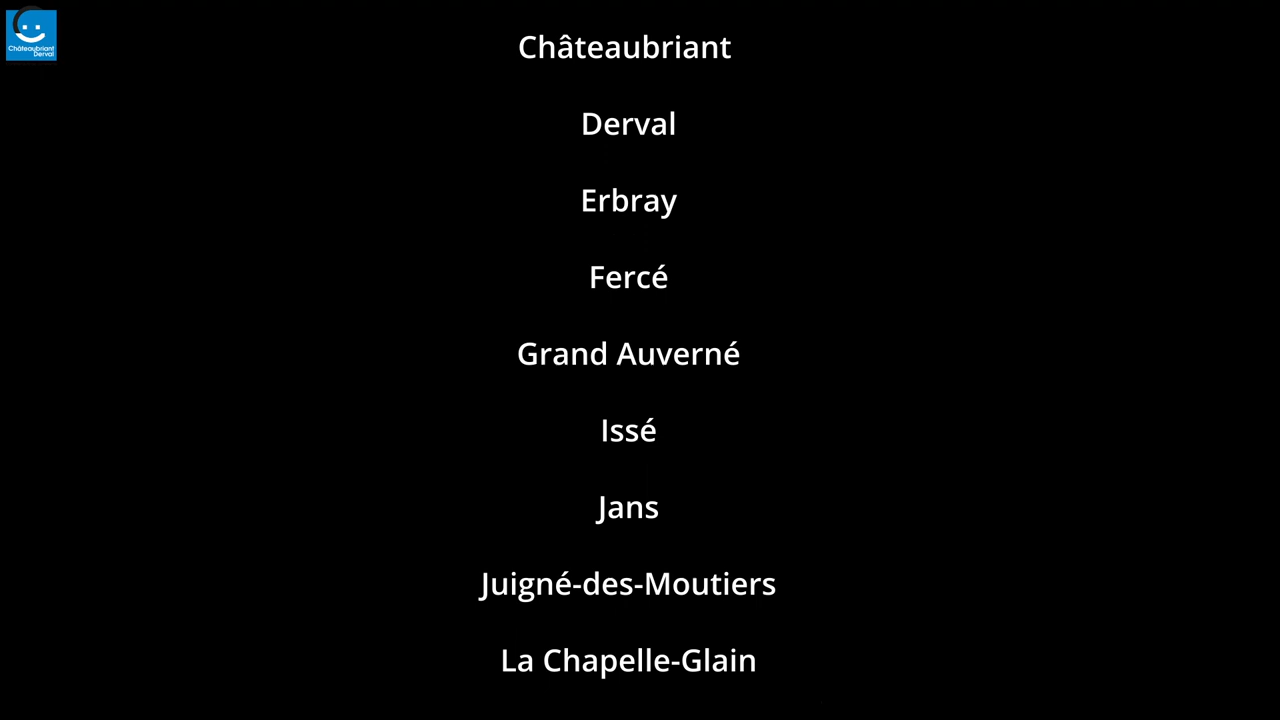 Châteaubriant
Derval
Châteaubriant
Derval
Erbray
Fercé
Grand Auverné
Issé
Jans
Juigné-des-Moutiers
La Chapelle-Glain